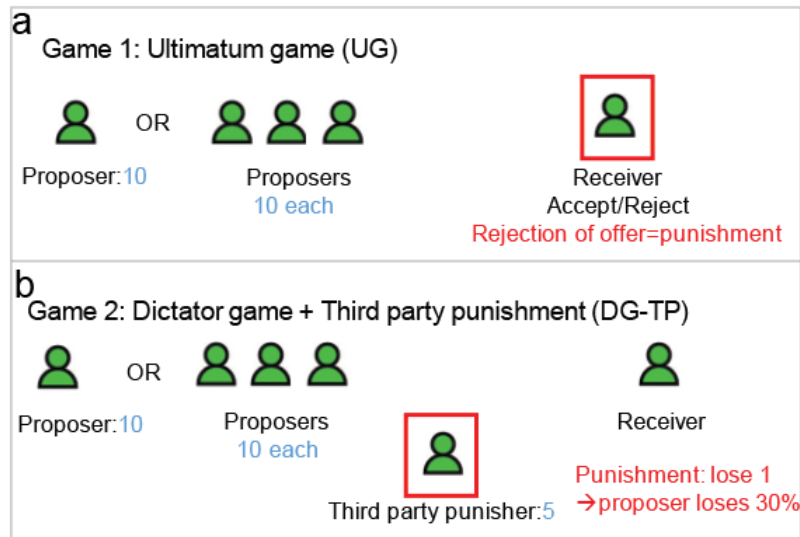 a
Game 1: Ultimatum game (UG)
OR
Proposer:10
Proposers
10 each
Receiver
Accept/Reject
Rejection of offer=punishment
b
Game 2: Dictator game + Third party punishment (DG-TP)
OR
Proposer:10
Proposers
10 each
Receiver
Third party punisher:5
Punishment: lose 1
→proposer loses 30%